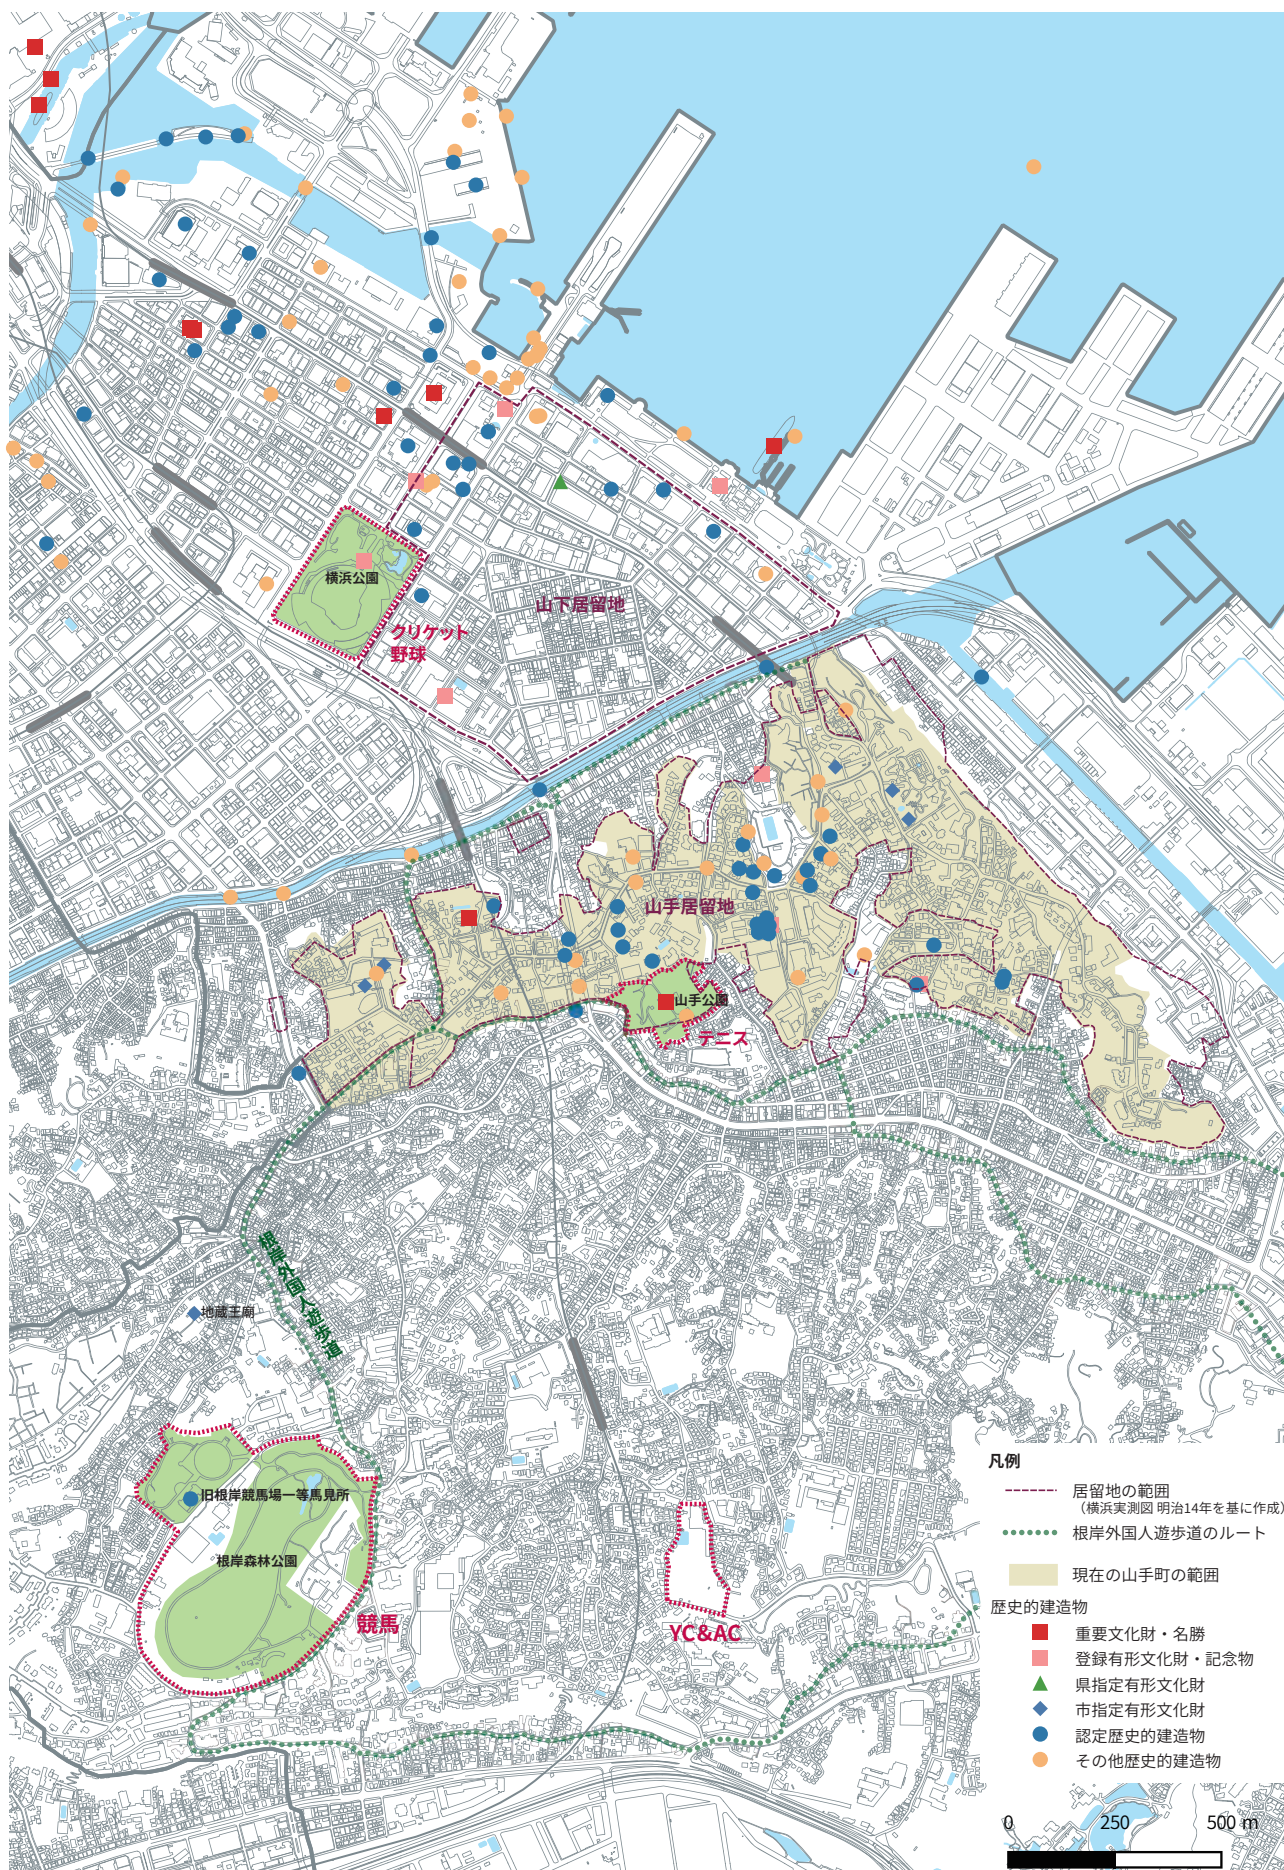 横浜公園
山下居留地
クリケット
野球
山手居留地
山手公園
テニス
根岸外国人遊歩道
地蔵王廟
旧根岸競馬場一等馬見所
根岸森林公園
競馬
YC&AC
凡例
居留地の範囲
(横浜実測図 明治14年を基に作成)
根岸外国人遊歩道のルート
現在の山手町の範囲
歴史的建造物
重要文化財・名勝
登録有形文化財・記念物
県指定有形文化財
市指定有形文化財
認定歴史的建造物
その他歴史的建造物
0 250 500 m